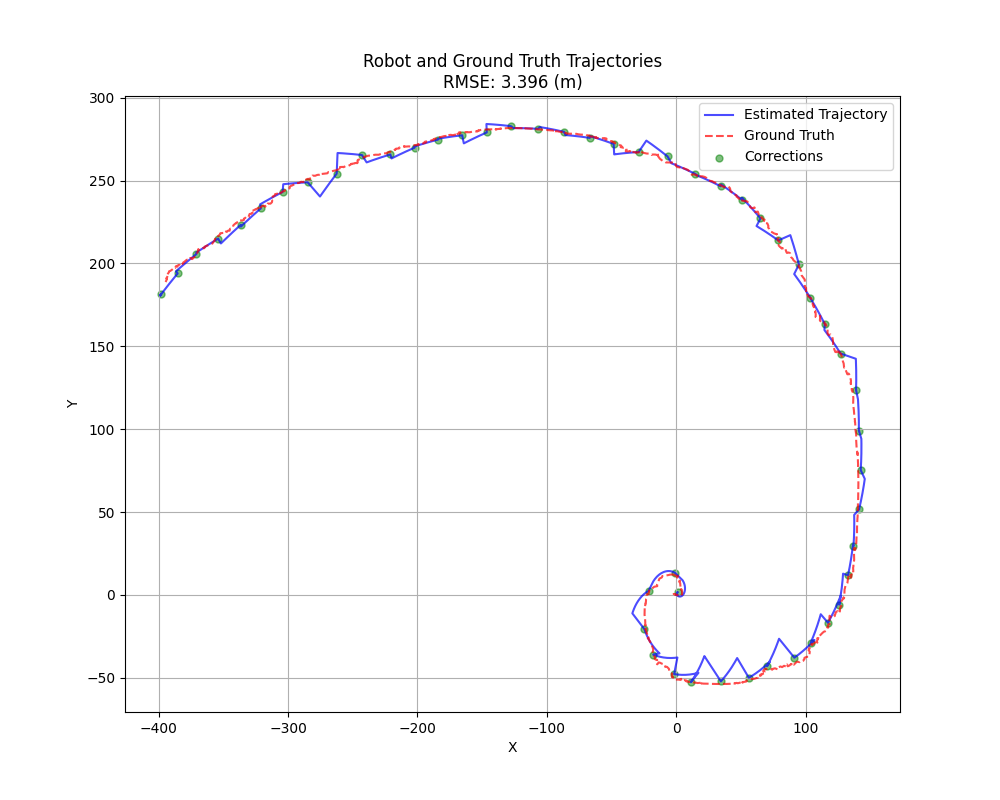 Robot and Ground Truth Trajectories
RMSE: 3.396 (m)
Estimated Trajectory
Ground Truth
Corrections
300
250
200
150
100
50
0
−50
Y
−400 −300 −200 −100 0 100
X